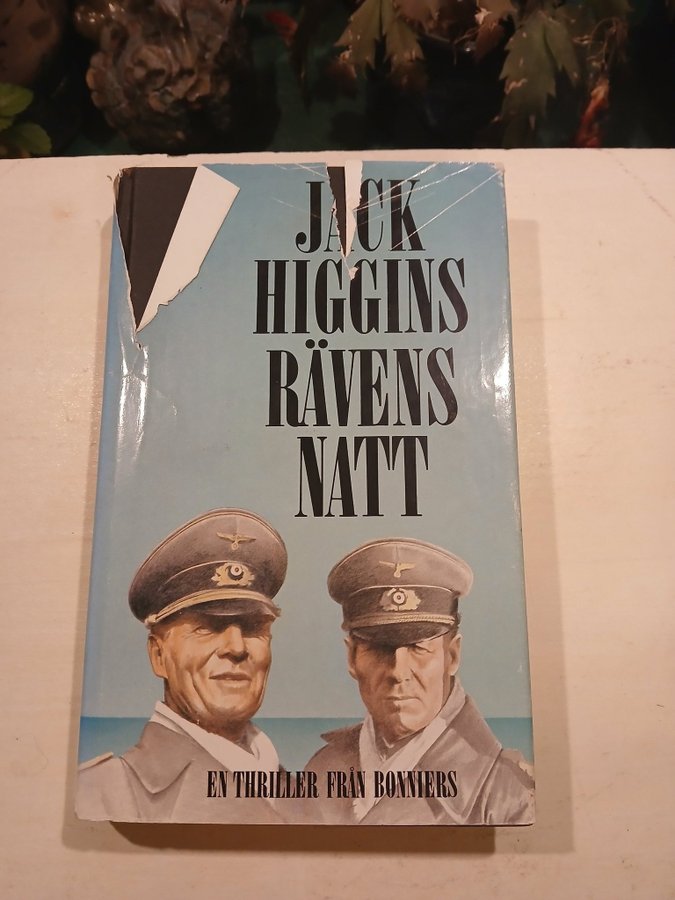 JACK
HIGGINS
RÄVENS
NATT
EN THRILLER FRÅN BONNIERS